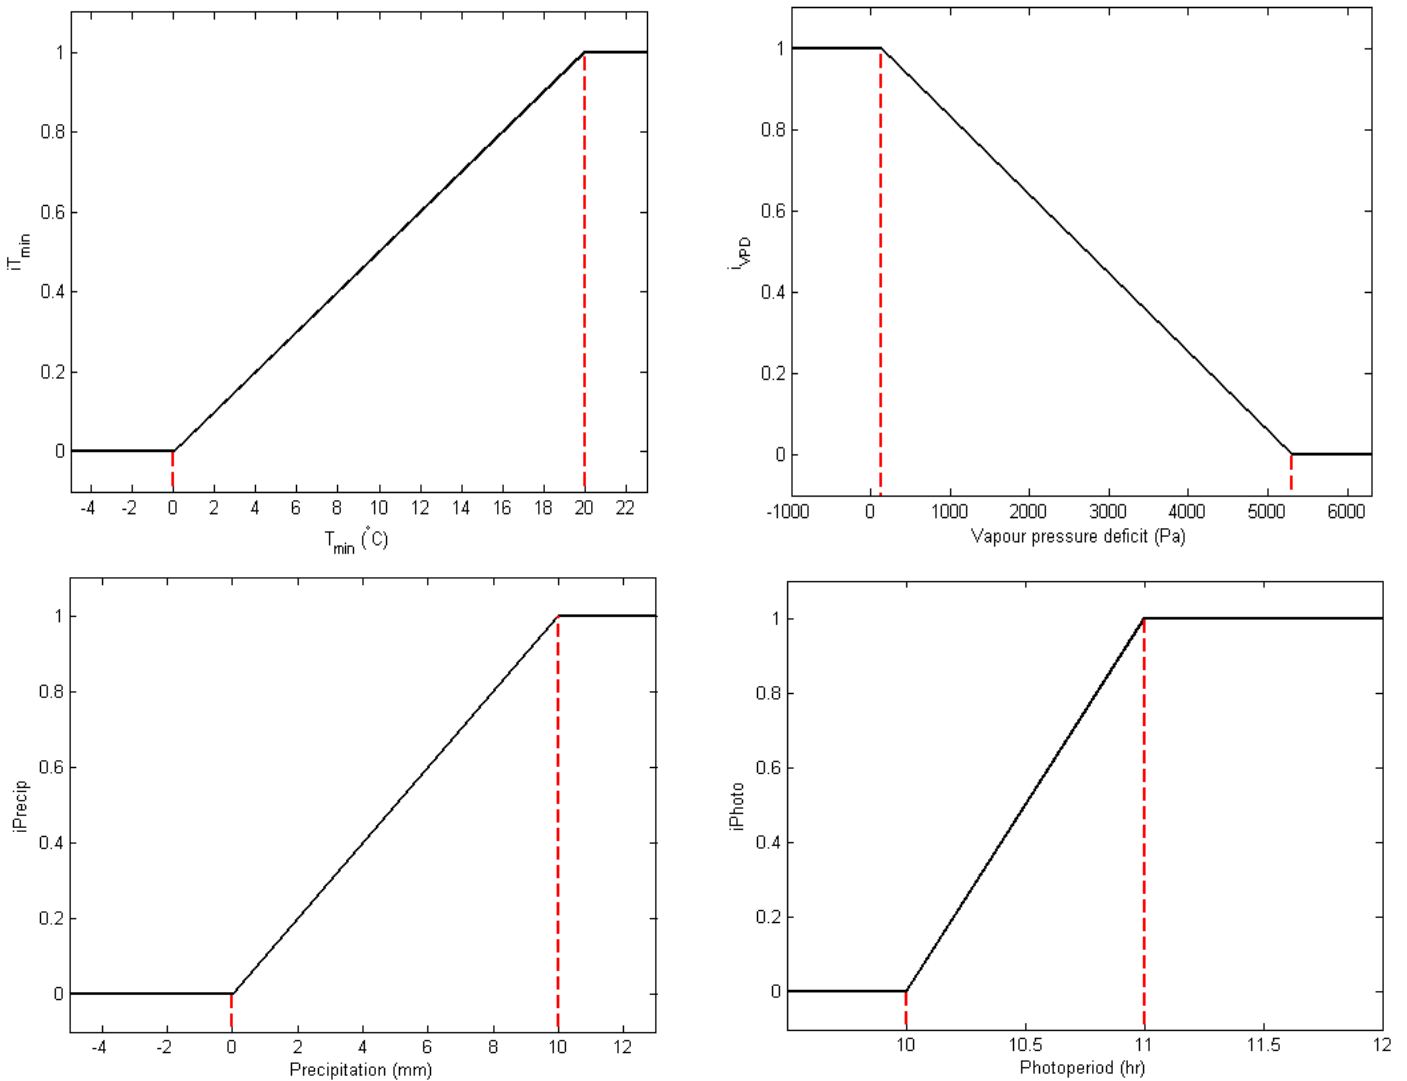 1
0.8
0.6
0.4
0.2
0
iTmin
-4 -2 0 2 4 6 8 10 12 14 16 18 20 22
Tmin (°C)
1
0.8
0.6
0.4
0.2
0
iVPD
-1000 0 1000 2000 3000 4000 5000 6000
Vapour pressure deficit (Pa)
1
0.8
0.6
0.4
0.2
0
iPrecip
-4 -2 0 2 4 6 8 10 12
Precipitation (mm)
1
0.8
0.6
0.4
0.2
0
iPhoto
10 10.5 11 11.5 12
Photoperiod (hr)